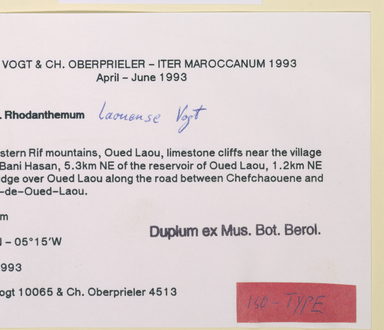 VOGT & CH. OBERPRIELER – ITER MAROCCANUM 1993
April – June 1993
. Rhodanthemum laouense Vogt
stern Rif mountains, Oued Laou, limestone cliffs near the village
Bani Hasan, 5.3km NE of the reservoir of Oued Laou, 1.2km NE
idge over Oued Laou along the road between Chefchaouene and
-de-Oued-Laou.
m
Duplum ex Mus. Bot. Berol.
N – 05°15'W
1993
ogt 10065 & Ch. Oberprieler 4513
ISO-TYPE